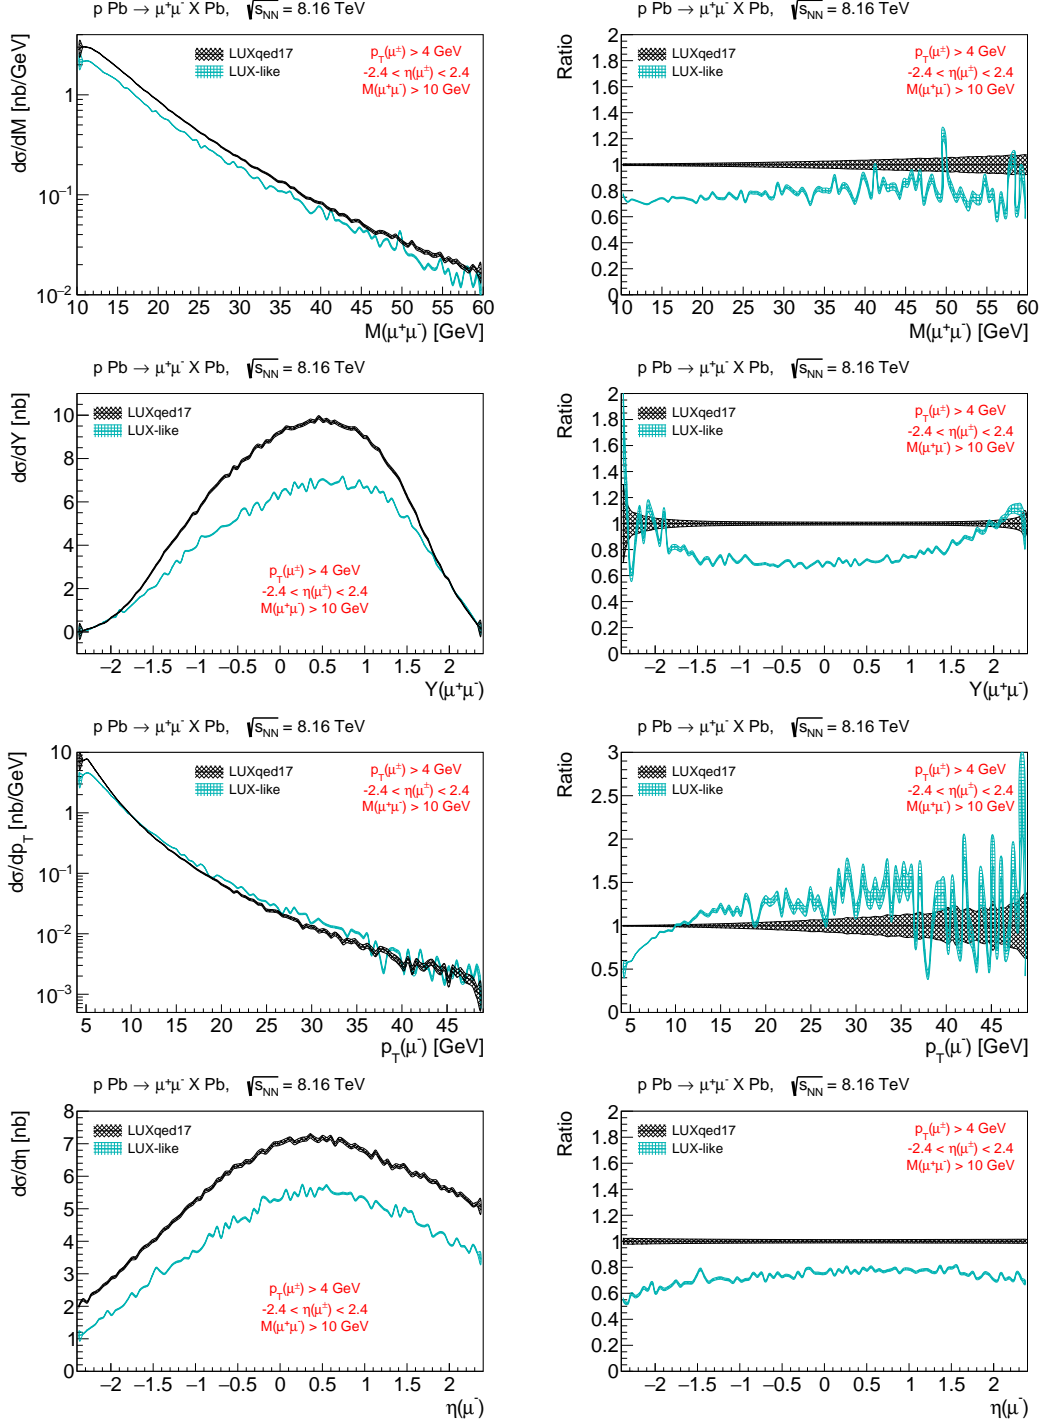 p Pb → μ⁺μ⁻ X Pb, √s_NN = 8.16 TeV
dσ/dM [nb/GeV]
LUXqed17
LUX-like
p_T(μ^±) > 4 GeV
-2.4 < η(μ^±) < 2.4
M(μ⁺μ⁻) > 10 GeV
1
10⁻¹
10⁻²
10 15 20 25 30 35 40 45 50 55 60
M(μ⁺μ⁻) [GeV]
p Pb → μ⁺μ⁻ X Pb, √s_NN = 8.16 TeV
Ratio
LUXqed17
LUX-like
p_T(μ^±) > 4 GeV
-2.4 < η(μ^±) < 2.4
M(μ⁺μ⁻) > 10 GeV
2
1.8
1.6
1.4
1.2
1
0.8
0.6
0.4
0.2
0
10 15 20 25 30 35 40 45 50 55 60
M(μ⁺μ⁻) [GeV]
p Pb → μ⁺μ⁻ X Pb, √s_NN = 8.16 TeV
dσ/dY [nb]
LUXqed17
LUX-like
10
8
6
4
2
0
p_T(μ^±) > 4 GeV
-2.4 < η(μ^±) < 2.4
M(μ⁺μ⁻) > 10 GeV
−2 −1.5 −1 −0.5 0 0.5 1 1.5 2
Y(μ⁺μ⁻)
p Pb → μ⁺μ⁻ X Pb, √s_NN = 8.16 TeV
Ratio
LUXqed17
LUX-like
p_T(μ^±) > 4 GeV
-2.4 < η(μ^±) < 2.4
M(μ⁺μ⁻) > 10 GeV
2
1.8
1.6
1.4
1.2
1
0.8
0.6
0.4
0.2
0
−2 −1.5 −1 −0.5 0 0.5 1 1.5 2
Y(μ⁺μ⁻)
p Pb → μ⁺μ⁻ X Pb, √s_NN = 8.16 TeV
dσ/dp_T [nb/GeV]
LUXqed17
LUX-like
p_T(μ^±) > 4 GeV
-2.4 < η(μ^±) < 2.4
M(μ⁺μ⁻) > 10 GeV
10
1
10⁻¹
10⁻²
10⁻³
5 10 15 20 25 30 35 40 45
p_T(μ⁻) [GeV]
p Pb → μ⁺μ⁻ X Pb, √s_NN = 8.16 TeV
Ratio
LUXqed17
LUX-like
p_T(μ^±) > 4 GeV
-2.4 < η(μ^±) < 2.4
M(μ⁺μ⁻) > 10 GeV
3
2.5
2
1.5
1
0.5
0
5 10 15 20 25 30 35 40 45
p_T(μ⁻) [GeV]
p Pb → μ⁺μ⁻ X Pb, √s_NN = 8.16 TeV
dσ/dη [nb]
LUXqed17
LUX-like
8
7
6
5
4
3
2
1
0
p_T(μ^±) > 4 GeV
-2.4 < η(μ^±) < 2.4
M(μ⁺μ⁻) > 10 GeV
−2 −1.5 −1 −0.5 0 0.5 1 1.5 2
η(μ⁻)
p Pb → μ⁺μ⁻ X Pb, √s_NN = 8.16 TeV
Ratio
LUXqed17
LUX-like
p_T(μ^±) > 4 GeV
-2.4 < η(μ^±) < 2.4
M(μ⁺μ⁻) > 10 GeV
2
1.8
1.6
1.4
1.2
1
0.8
0.6
0.4
0.2
0
−2 −1.5 −1 −0.5 0 0.5 1 1.5 2
η(μ⁻)